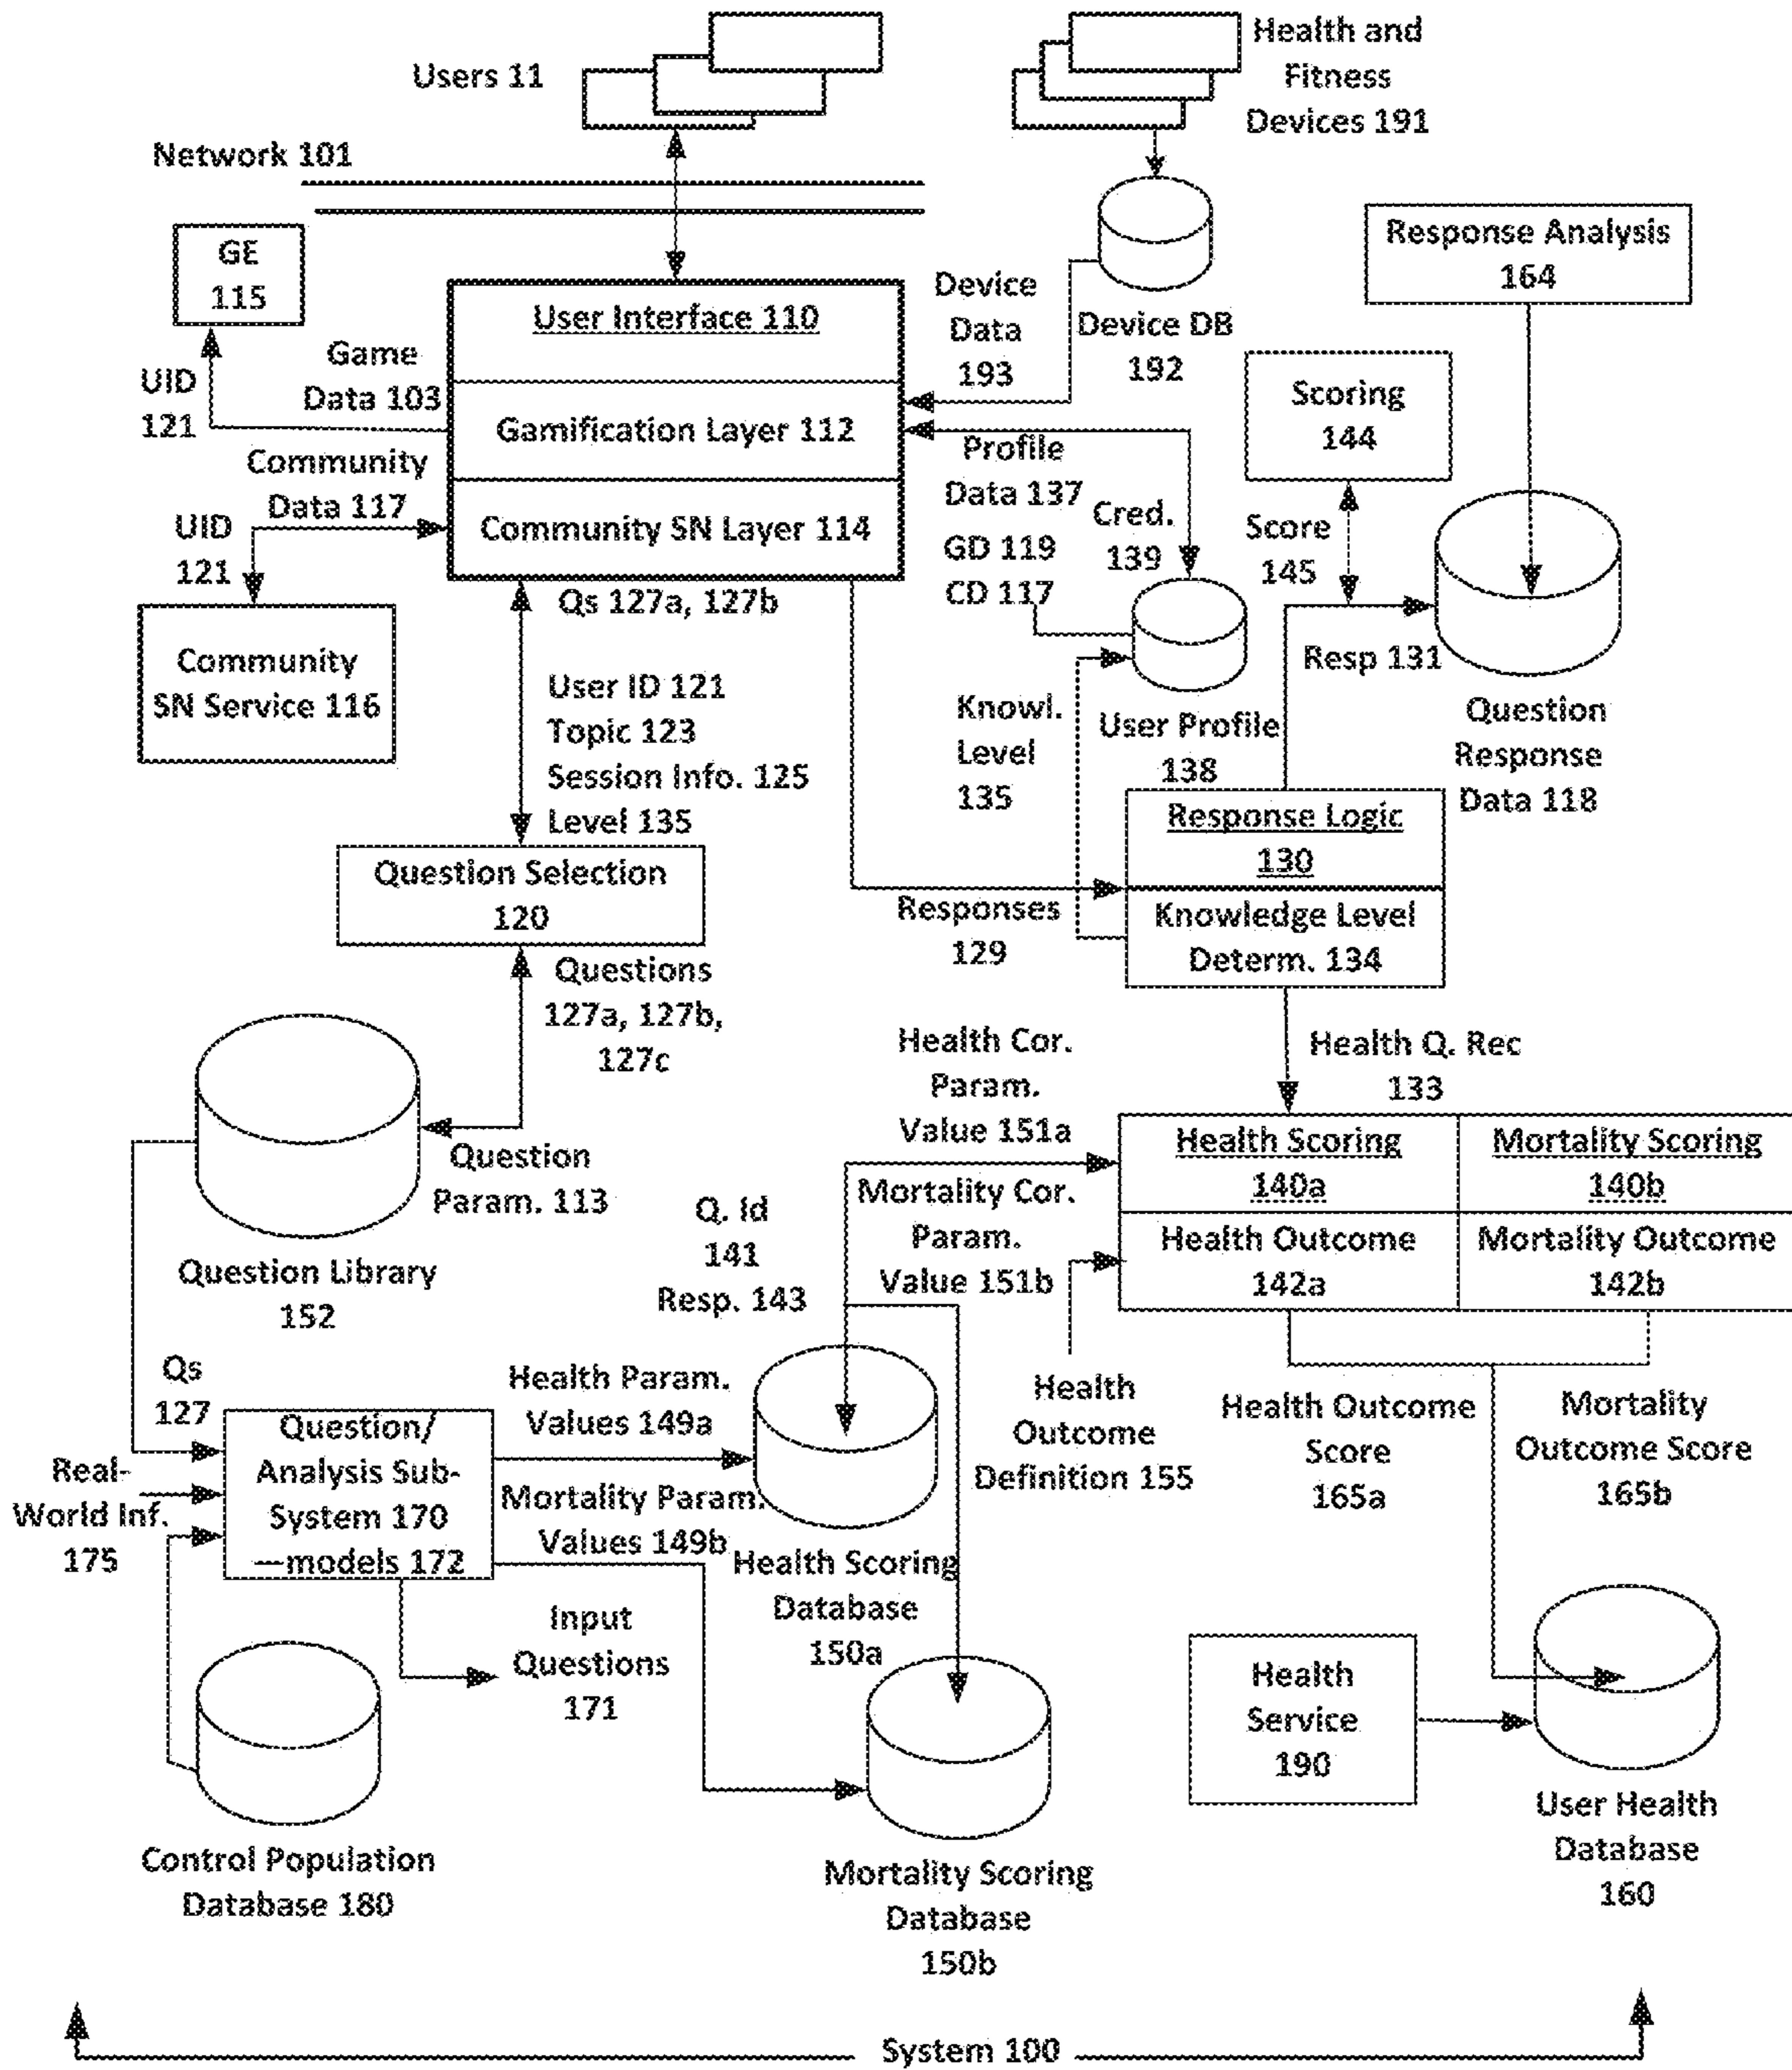 Users 11
Health and
Fitness
Devices 191
Network 101
GE
115
UID
121
Game
Data 103
User Interface 110
Gamification Layer 112
Community SN Layer 114
Device
Data
193
Device DB
192
Response Analysis
164
Scoring
144
Community
Data 117
UID
121
Community
SN Service 116
Profile
Data 137
GD 119
CD 117
Cred.
139
Score
145
Resp 131
Question
Response
Data 118
Qs 127a, 127b
User ID 121
Topic 123
Session Info. 125
Level 135
Knowl.
Level
135
User Profile
138
Response Logic
130
Knowledge Level
Determ. 134
Question Selection
120
Responses
129
Questions
127a, 127b,
127c
Question
Param. 113
Question Library
152
Health Cor.
Param.
Value 151a
Mortality Cor.
Param.
Value 151b
Health Q. Rec
133
Health Scoring
140a
Mortality Scoring
140b
Health Outcome
142a
Mortality Outcome
142b
Q. Id
141
Resp. 143
Qs
127
Real-
World Inf.
175
Question/
Analysis Sub-
System 170
—models 172
Health Param.
Values 149a
Mortality Param.
Values 149b
Health
Outcome
Definition 155
Health Outcome
Score
165a
Mortality
Outcome Score
165b
Health Scoring
Database
150a
Input
Questions
171
Control Population
Database 180
Mortality Scoring
Database
150b
Health
Service
190
User Health
Database
160
System 100